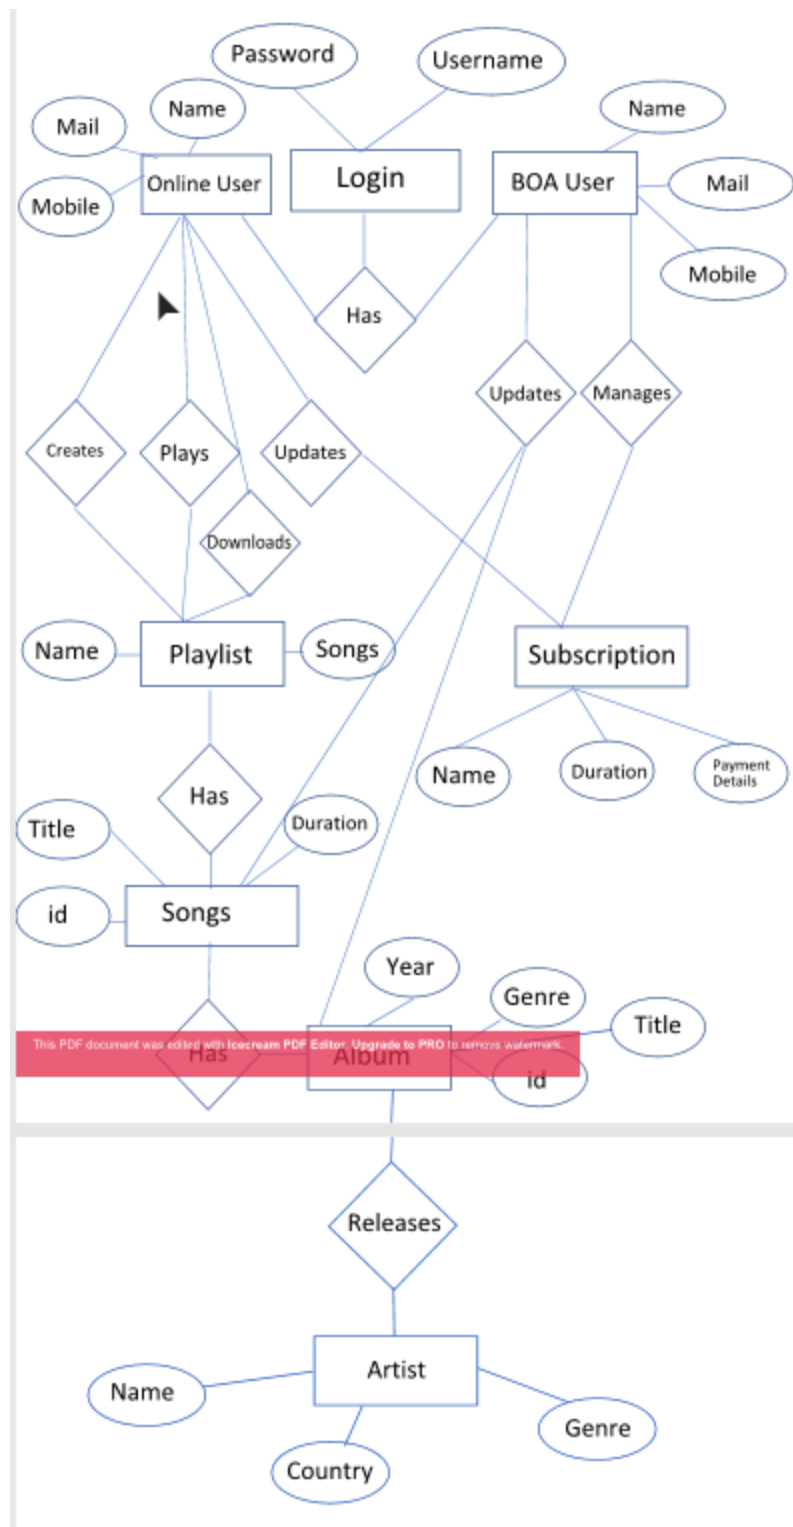 Password
Username
Name
Name
Mail
Online User
Login
BOA User
Mail
Mobile
Mobile
Has
Updates
Manages
Creates
Plays
Updates
Downloads
Name
Playlist
Songs
Subscription
Name
Duration
Payment
Details
Has
Title
Duration
id
Songs
Year
Genre
Title
This PDF document was edited with Icecream PDF Editor. Upgrade to PRO to remove watermark.
Has
Album
id
Releases
Artist
Name
Genre
Country